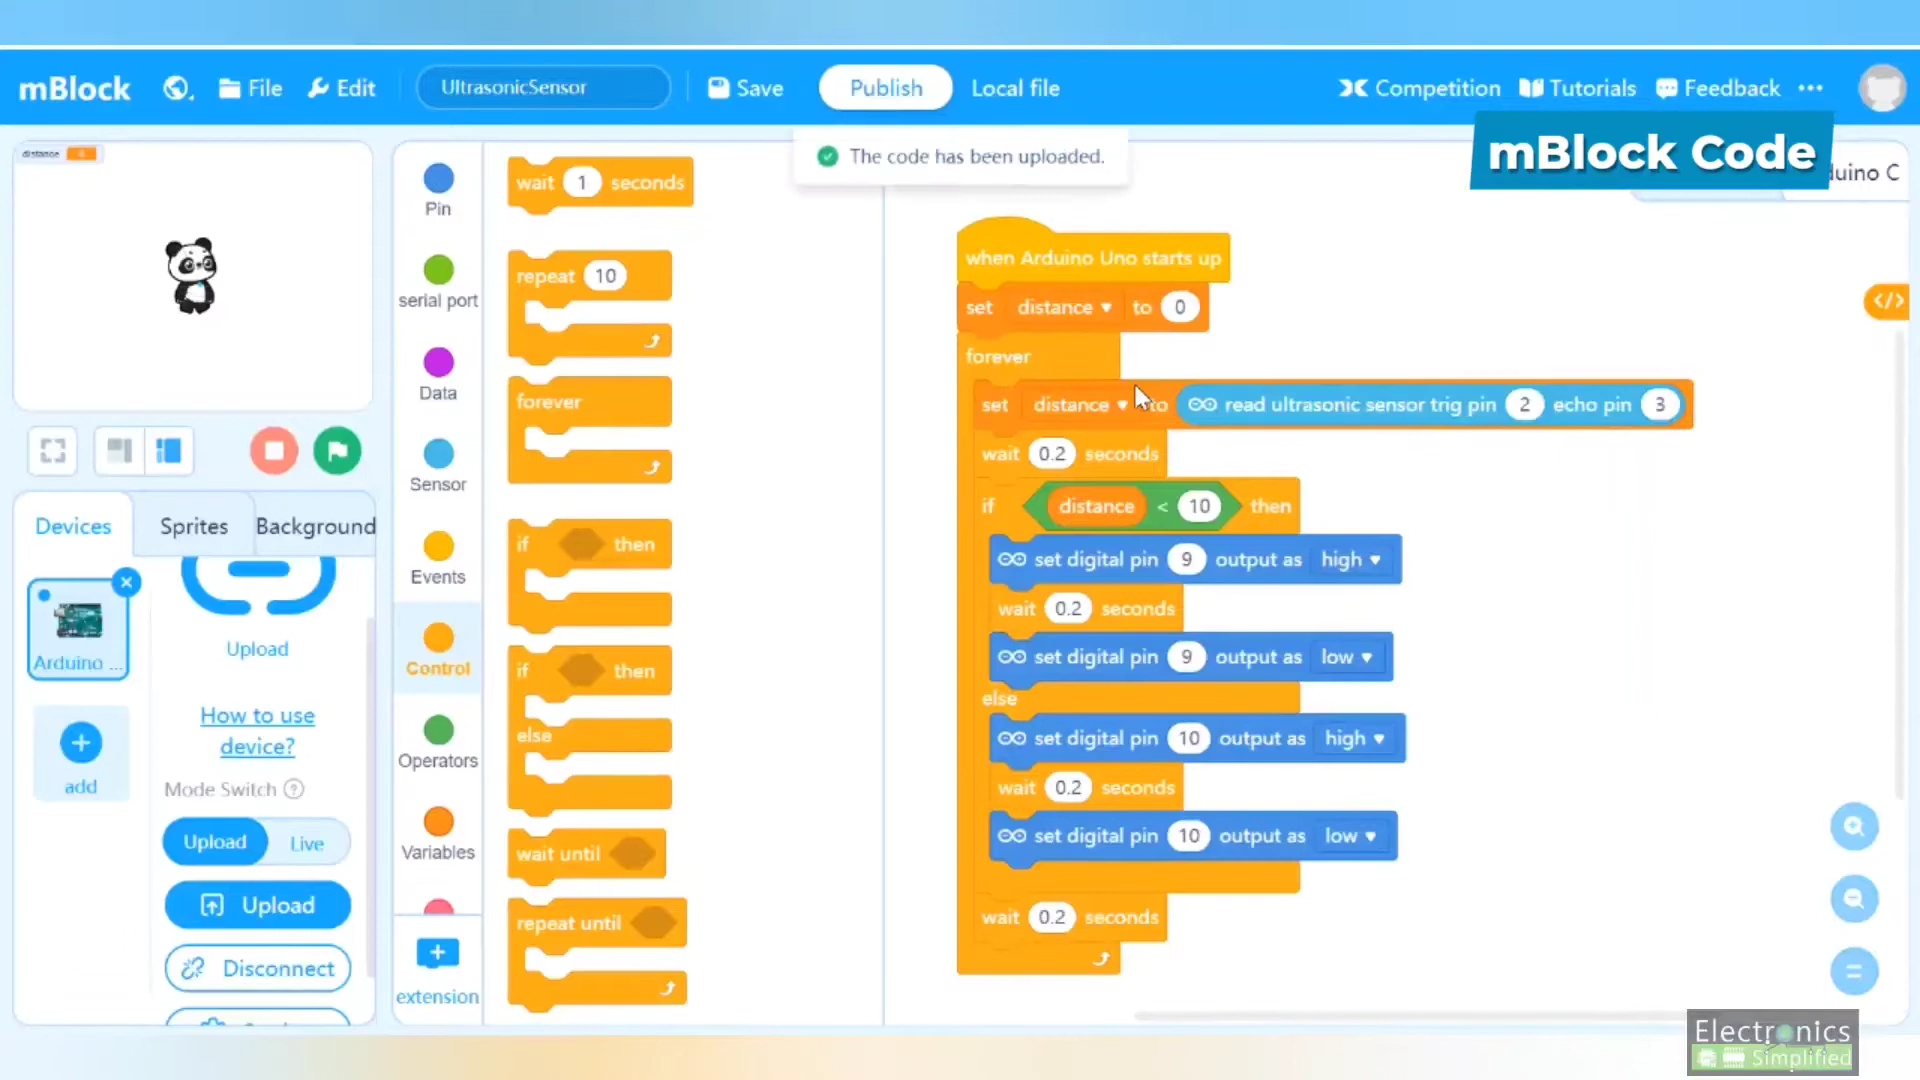 mBlock
File
Edit
UltrasonicSensor
Save
Publish
Local file
Competition
Tutorials
Feedback
mBlock Code
The code has been uploaded.
distance
Devices
Sprites
Background
Arduino ...
add
Upload
How to use
device?
Mode Switch ?
Upload
Live
Upload
Disconnect
Pin
serial port
Data
Sensor
Events
Control
Operators
Variables
extension
wait 1 seconds
repeat 10
forever
if then
if then
else
wait until
repeat until
when Arduino Uno starts up
set distance to 0
forever
set distance to read ultrasonic sensor trig pin 2 echo pin 3
wait 0.2 seconds
if distance < 10 then
set digital pin 9 output as high
wait 0.2 seconds
set digital pin 9 output as low
else
set digital pin 10 output as high
wait 0.2 seconds
set digital pin 10 output as low
wait 0.2 seconds
</>
Electronics
Simplified